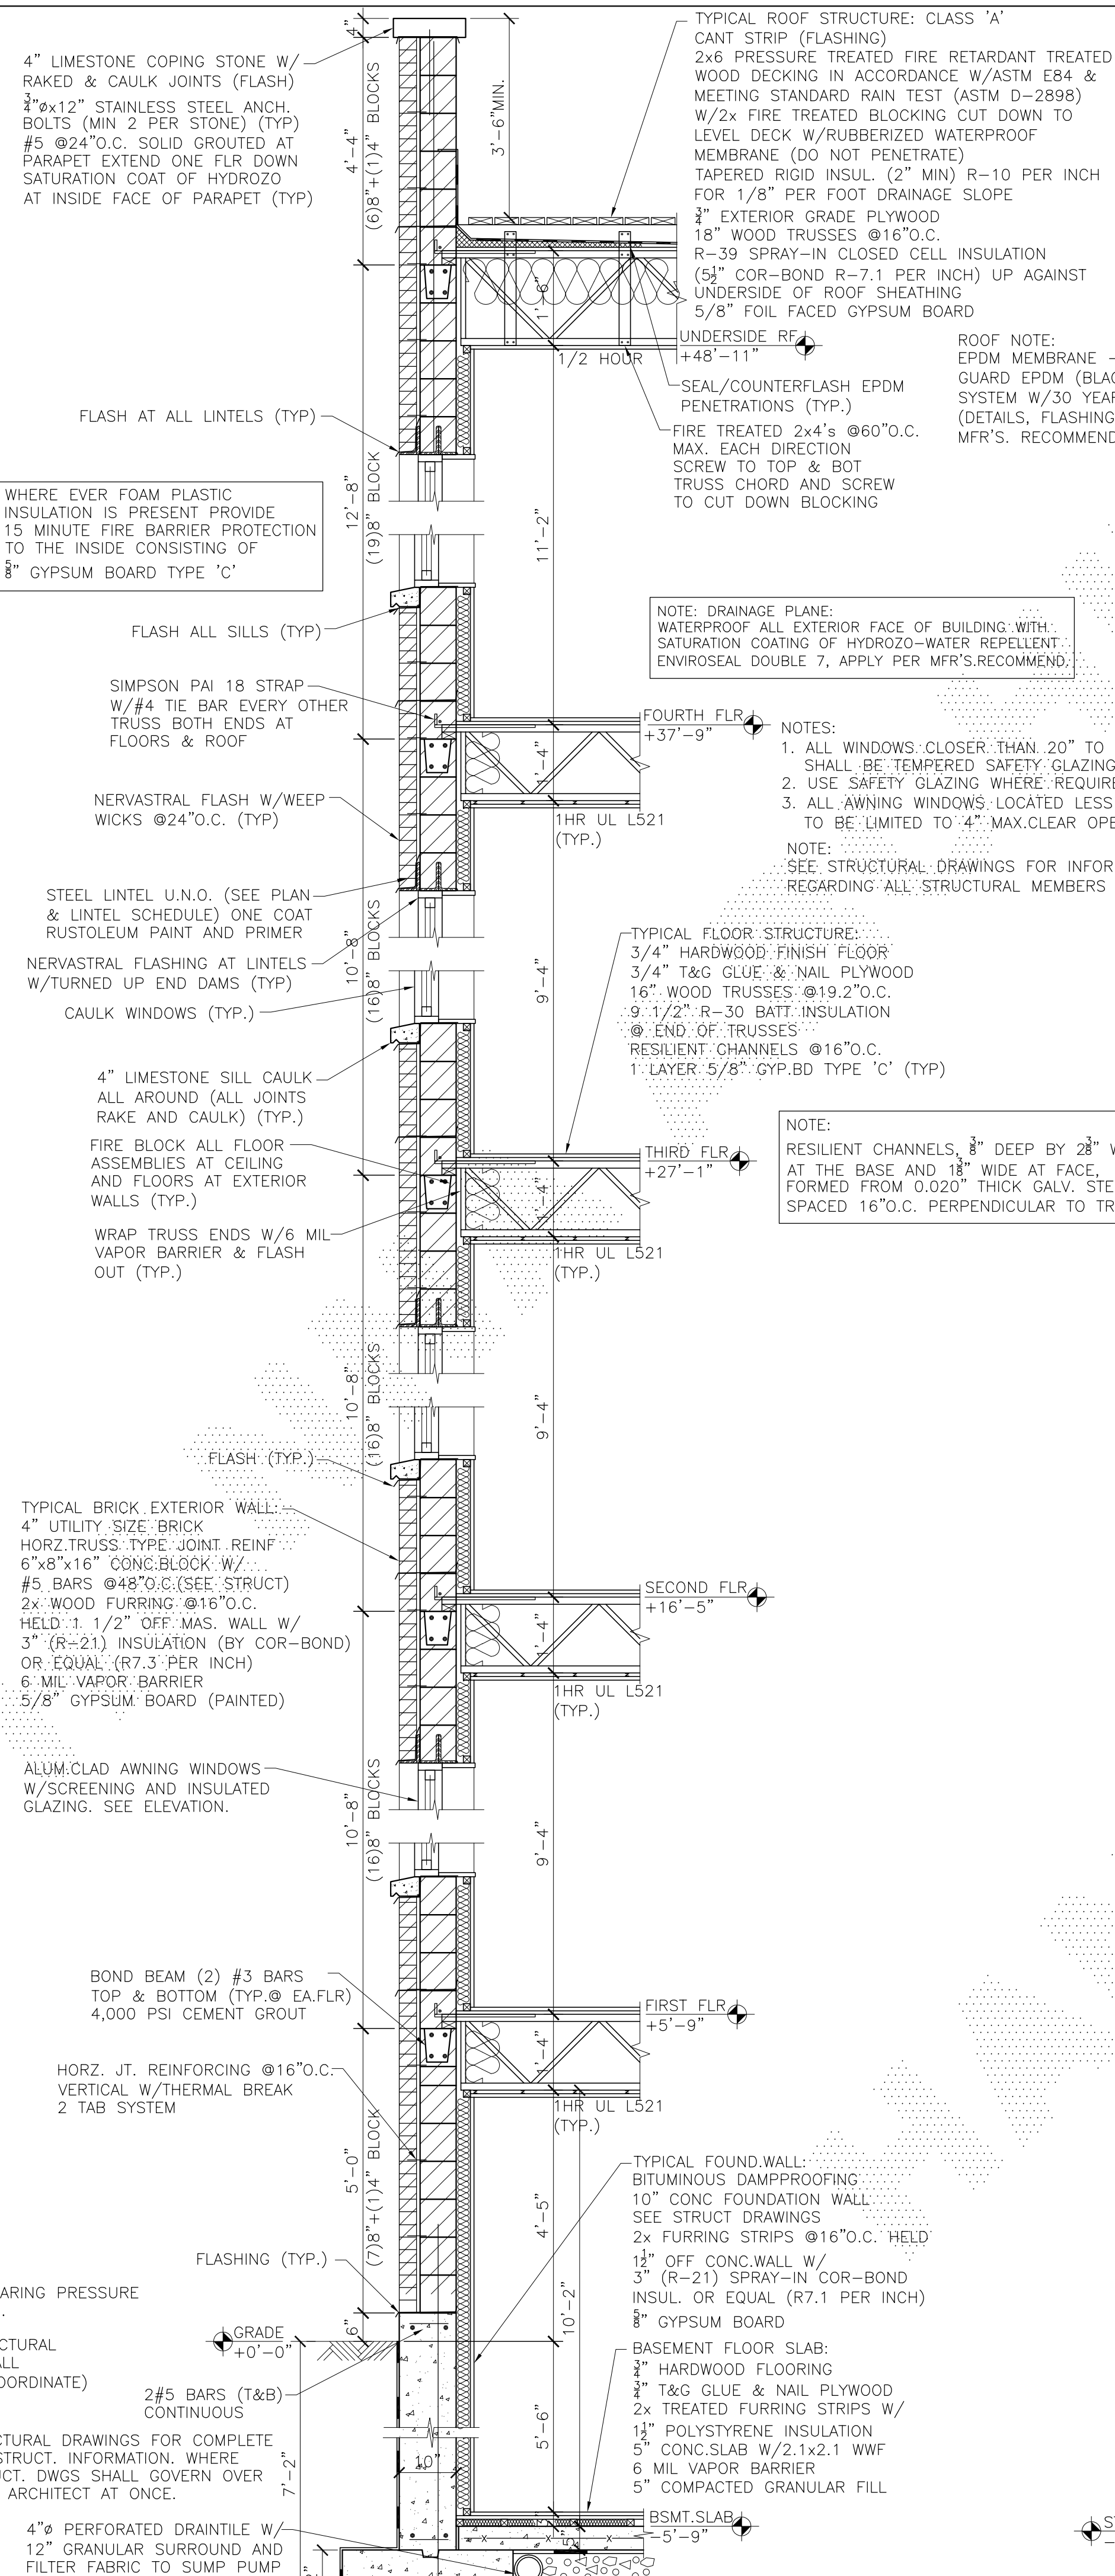 4" LIMESTONE COPING STONE W/
RAKED & CAULK JOINTS (FLASH)
3/4"øx12" STAINLESS STEEL ANCH.
BOLTS (MIN 2 PER STONE) (TYP)
#5 @24"O.C. SOLID GROUTED AT
PARAPET EXTEND ONE FLR DOWN
SATURATION COAT OF HYDROZO
AT INSIDE FACE OF PARAPET (TYP)
4"
4'-4"
(6)8"+(1)4" BLOCKS
3'-6"MIN.
TYPICAL ROOF STRUCTURE: CLASS 'A'
CANT STRIP (FLASHING)
2x6 PRESSURE TREATED FIRE RETARDANT TREATED
WOOD DECKING IN ACCORDANCE W/ASTM E84 &
MEETING STANDARD RAIN TEST (ASTM D-2898)
W/2x FIRE TREATED BLOCKING CUT DOWN TO
LEVEL DECK W/RUBBERIZED WATERPROOF
MEMBRANE (DO NOT PENETRATE)
TAPERED RIGID INSUL. (2" MIN) R-10 PER INCH
FOR 1/8" PER FOOT DRAINAGE SLOPE
3/4" EXTERIOR GRADE PLYWOOD
18" WOOD TRUSSES @16"O.C.
R-39 SPRAY-IN CLOSED CELL INSULATION
(5 1/2" COR-BOND R-7.1 PER INCH) UP AGAINST
UNDERSIDE OF ROOF SHEATHING
5/8" FOIL FACED GYPSUM BOARD
1'-6"
UNDERSIDE RF
+48'-11"
1/2 HOUR
ROOF NOTE:
EPDM MEMBRANE -
GUARD EPDM (BLAC
SYSTEM W/30 YEAR
(DETAILS, FLASHING
MFR'S. RECOMMEND
SEAL/COUNTERFLASH EPDM
PENETRATIONS (TYP.)
FIRE TREATED 2x4's @60"O.C.
MAX. EACH DIRECTION
SCREW TO TOP & BOT
TRUSS CHORD AND SCREW
TO CUT DOWN BLOCKING
FLASH AT ALL LINTELS (TYP)
WHERE EVER FOAM PLASTIC
INSULATION IS PRESENT PROVIDE
15 MINUTE FIRE BARRIER PROTECTION
TO THE INSIDE CONSISTING OF
5/8" GYPSUM BOARD TYPE 'C'
12'-8"
(19)8" BLOCK
11'-2"
FLASH ALL SILLS (TYP)
NOTE: DRAINAGE PLANE:
WATERPROOF ALL EXTERIOR FACE OF BUILDING WITH
SATURATION COATING OF HYDROZO-WATER REPELLENT
ENVIROSEAL DOUBLE 7, APPLY PER MFR'S.RECOMMEND.
SIMPSON PAI 18 STRAP
W/#4 TIE BAR EVERY OTHER
TRUSS BOTH ENDS AT
FLOORS & ROOF
FOURTH FLR
+37'-9"
1'-4"
NOTES:
1. ALL WINDOWS CLOSER THAN 20" TO
SHALL BE TEMPERED SAFETY GLAZING
2. USE SAFETY GLAZING WHERE REQUIRE
3. ALL AWNING WINDOWS LOCATED LESS
TO BE LIMITED TO 4" MAX.CLEAR OPE
NERVASTRAL FLASH W/WEEP
WICKS @24"O.C. (TYP)
1HR UL L521
(TYP.)
NOTE:
SEE STRUCTURAL DRAWINGS FOR INFOR
REGARDING ALL STRUCTURAL MEMBERS
STEEL LINTEL U.N.O. (SEE PLAN
& LINTEL SCHEDULE) ONE COAT
RUSTOLEUM PAINT AND PRIMER
NERVASTRAL FLASHING AT LINTELS
W/TURNED UP END DAMS (TYP)
CAULK WINDOWS (TYP.)
10'-8"
(16)8" BLOCKS
9'-4"
TYPICAL FLOOR STRUCTURE:
3/4" HARDWOOD FINISH FLOOR
3/4" T&G GLUE & NAIL PLYWOOD
16" WOOD TRUSSES @19.2"O.C.
9 1/2" R-30 BATT INSULATION
@ END OF TRUSSES
RESILIENT CHANNELS @16"O.C.
1 LAYER 5/8" GYP.BD TYPE 'C' (TYP)
4" LIMESTONE SILL CAULK
ALL AROUND (ALL JOINTS
RAKE AND CAULK) (TYP.)
FIRE BLOCK ALL FLOOR
ASSEMBLIES AT CEILING
AND FLOORS AT EXTERIOR
WALLS (TYP.)
WRAP TRUSS ENDS W/6 MIL
VAPOR BARRIER & FLASH
OUT (TYP.)
THIRD FLR
+27'-1"
1'-4"
1HR UL L521
(TYP.)
NOTE:
RESILIENT CHANNELS, 3/8" DEEP BY 2 3/8" W
AT THE BASE AND 1 3/8" WIDE AT FACE,
FORMED FROM 0.020" THICK GALV. STE
SPACED 16"O.C. PERPENDICULAR TO TR
10'-8"
(16)8" BLOCKS
9'-4"
FLASH (TYP.)
TYPICAL BRICK EXTERIOR WALL:
4" UTILITY SIZE BRICK
HORZ.TRUSS TYPE JOINT REINF
6"x8"x16" CONC.BLOCK W/
#5 BARS @48"O.C.(SEE STRUCT)
2x WOOD FURRING @16"O.C.
HELD 1 1/2" OFF MAS. WALL W/
3" (R-21) INSULATION (BY COR-BOND)
OR EQUAL (R7.3 PER INCH)
6 MIL VAPOR BARRIER
5/8" GYPSUM BOARD (PAINTED)
SECOND FLR
+16'-5"
1'-4"
1HR UL L521
(TYP.)
ALUM.CLAD AWNING WINDOWS
W/SCREENING AND INSULATED
GLAZING. SEE ELEVATION.
10'-8"
(16)8" BLOCKS
9'-4"
BOND BEAM (2) #3 BARS
TOP & BOTTOM (TYP.@ EA.FLR)
4,000 PSI CEMENT GROUT
FIRST FLR
+5'-9"
1'-4"
1HR UL L521
(TYP.)
HORZ. JT. REINFORCING @16"O.C.
VERTICAL W/THERMAL BREAK
2 TAB SYSTEM
5'-0"
(7)8"+(1)4" BLOCK
4'-5"
10'-2"
TYPICAL FOUND.WALL:
BITUMINOUS DAMPPROOFING
10" CONC FOUNDATION WALL
SEE STRUCT DRAWINGS
2x FURRING STRIPS @16"O.C. HELD
1 1/2" OFF CONC.WALL W/
3" (R-21) SPRAY-IN COR-BOND
INSUL. OR EQUAL (R7.1 PER INCH)
5/8" GYPSUM BOARD
FLASHING (TYP.)
ARING PRESSURE
.
CTURAL
ALL
OORDINATE)
6"
GRADE
+0'-0"
2#5 BARS (T&B)
CONTINUOUS
BASEMENT FLOOR SLAB:
3/4" HARDWOOD FLOORING
3/4" T&G GLUE & NAIL PLYWOOD
2x TREATED FURRING STRIPS W/
1 1/2" POLYSTYRENE INSULATION
5" CONC.SLAB W/2.1x2.1 WWF
6 MIL VAPOR BARRIER
5" COMPACTED GRANULAR FILL
CTURAL DRAWINGS FOR COMPLETE
STRUCT. INFORMATION. WHERE
UCT. DWGS SHALL GOVERN OVER
ARCHITECT AT ONCE.
7'-2"
10"
5'-6"
4"ø PERFORATED DRAINTILE W/
12" GRANULAR SURROUND AND
FILTER FABRIC TO SUMP PUMP
BSMT.SLAB
-5'-9"
3"
5"